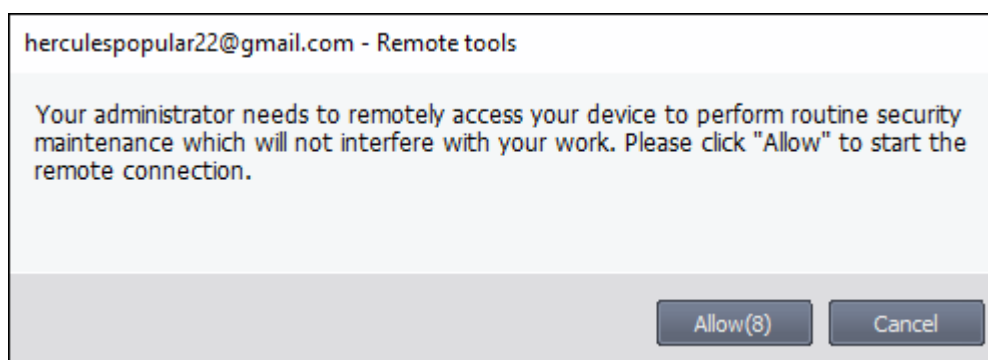 herculespopular22@gmail.com - Remote tools
Your administrator needs to remotely access your device to perform routine security
maintenance which will not interfere with your work. Please click "Allow" to start the
remote connection.
Allow(8)
Cancel